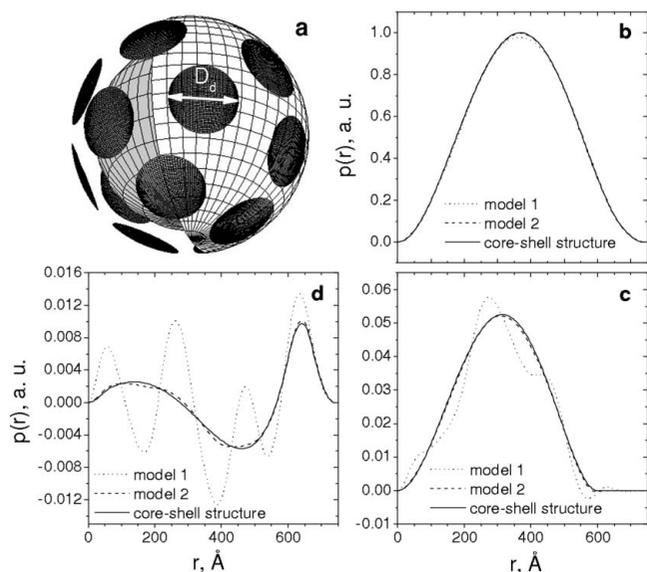 a
D_d
b
1.0
0.8
0.6
0.4
0.2
0.0
p(r), a. u.
model 1
model 2
core-shell structure
d
0.016
0.012
0.008
0.004
0.000
-0.004
-0.008
-0.012
p(r), a. u.
model 1
model 2
core-shell structure
0 200 400 600
r, Å
c
0.06
0.05
0.04
0.03
0.02
0.01
0.00
-0.01
p(r), a. u.
model 1
model 2
core-shell structure
0 200 400 600
r, Å